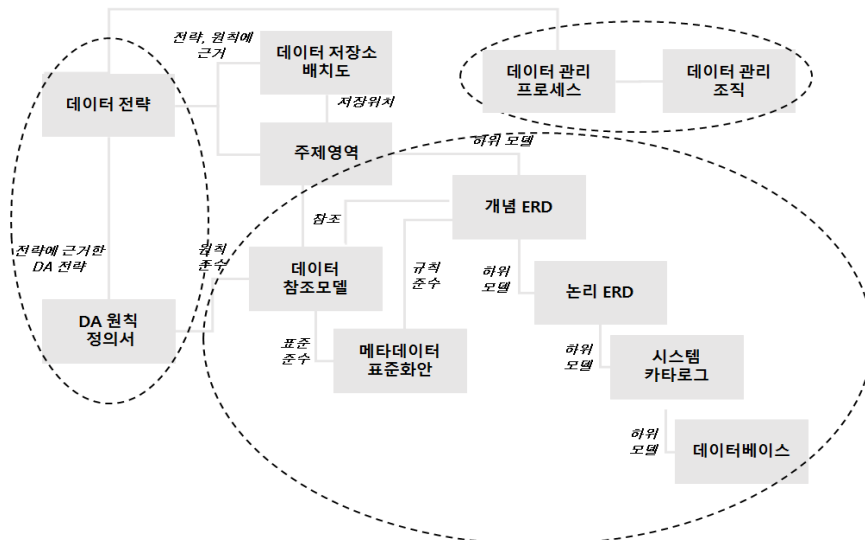 전략, 원칙에
근거
데이터 저장소
배치도
데이터 관리
프로세스
데이터 관리
조직
데이터 전략
저장위치
주제영역
하위 모델
개념 ERD
참조
전략에 근거한
DA 전략
원칙
준수
데이터
참조모델
규칙
준수
하위
모델
논리 ERD
DA 원칙
정의서
표준
준수
메타데이터
표준화안
하위
모델
시스템
카타로그
하위
모델
데이터베이스